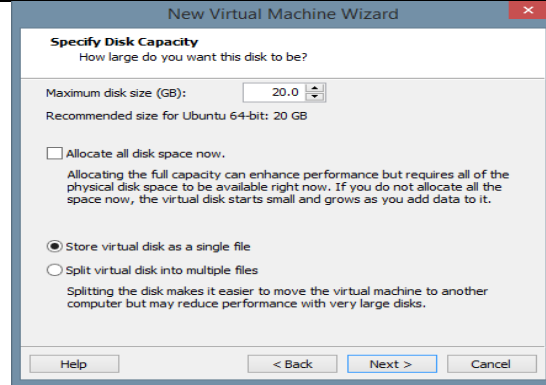 New Virtual Machine Wizard
Specify Disk Capacity
How large do you want this disk to be?
Maximum disk size (GB): 20.0
Recommended size for Ubuntu 64-bit: 20 GB
Allocate all disk space now.
Allocating the full capacity can enhance performance but requires all of the
physical disk space to be available right now. If you do not allocate all the
space now, the virtual disk starts small and grows as you add data to it.
Store virtual disk as a single file
Split virtual disk into multiple files
Splitting the disk makes it easier to move the virtual machine to another
computer but may reduce performance with very large disks.
Help < Back Next > Cancel